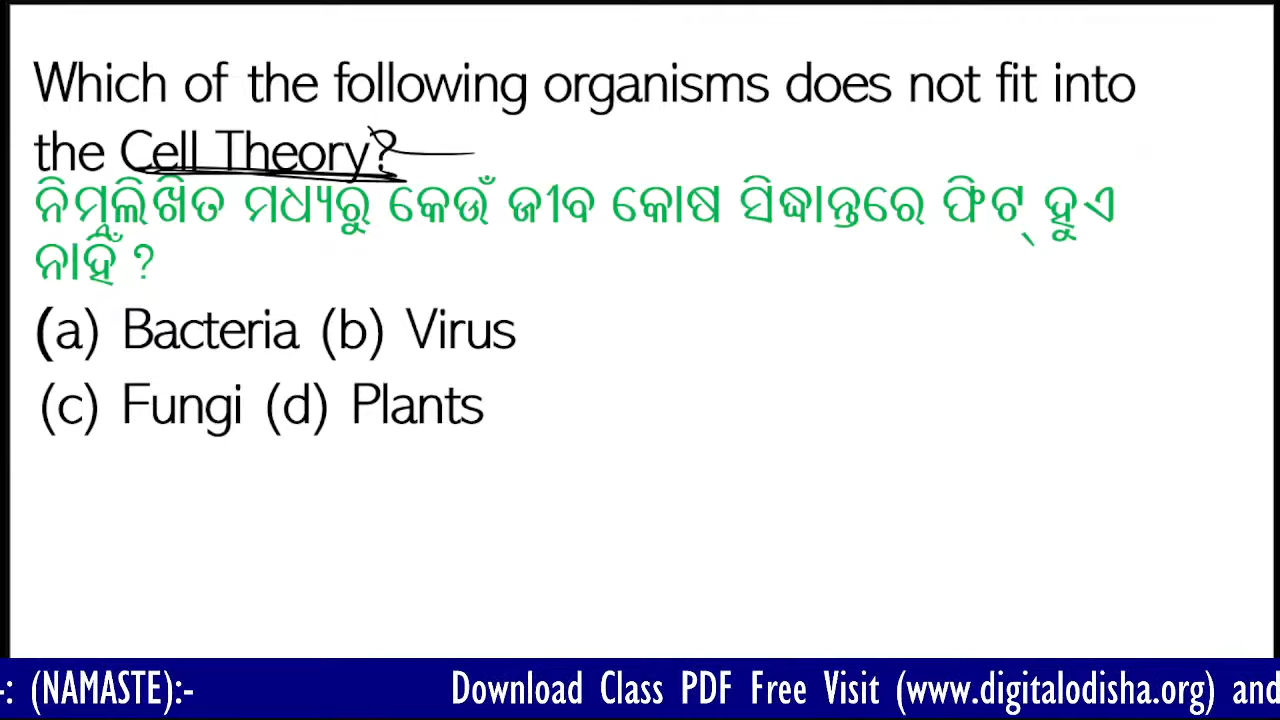 Which of the following organisms does not fit into
the Cell Theory?
ନିମ୍ନଲିଖିତ ମଧ୍ୟରୁ କେଉଁ ଜୀବ କୋଷ ସିଦ୍ଧାନ୍ତରେ ଫିଟ୍ ହୁଏ
ନାହିଁ ?
(a) Bacteria (b) Virus
(c) Fungi (d) Plants
-: (NAMASTE):- Download Class PDF Free Visit (www.digitalodisha.org) and